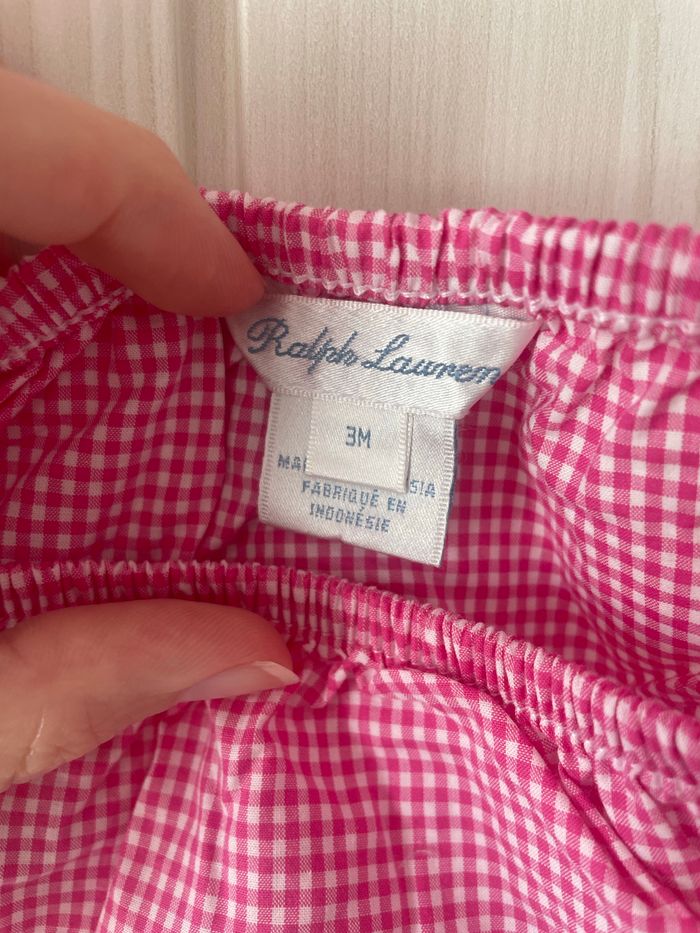 Ralph Lauren
3M
FABRIQUÉ EN
INDONÉSIE